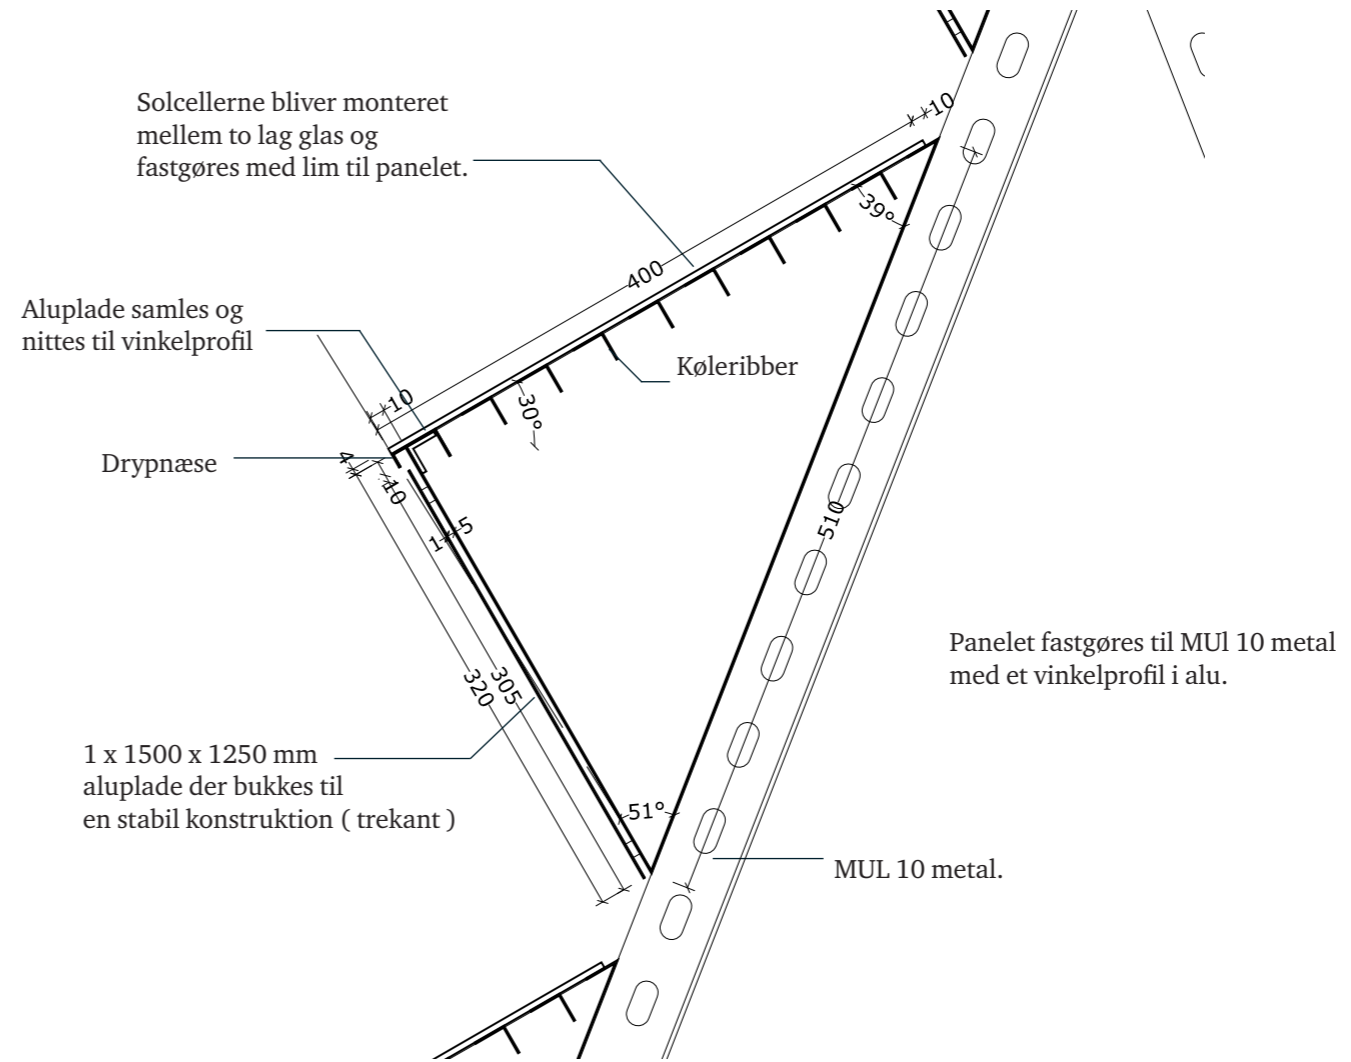 10
Solcellerne bliver monteret
mellem to lag glas og
fastgøres med lim til panelet.
39°
400
Aluplade samles og
nittes til vinkelprofil
Køleribber
10
30°
Drypnæse
4
10
1
5
510
Panelet fastgøres til MUl 10 metal
med et vinkelprofil i alu.
305
320
1 x 1500 x 1250 mm
aluplade der bukkes til
en stabil konstruktion ( trekant )
51°
MUL 10 metal.